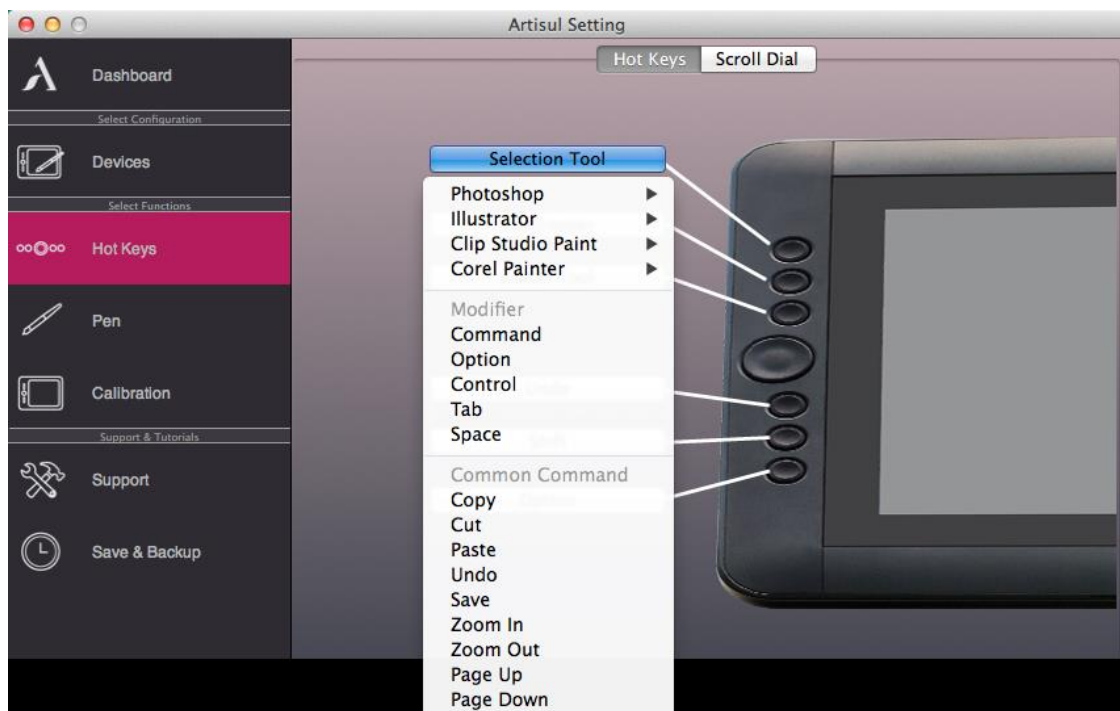 Artisul Setting
Dashboard
Select Configuration
Devices
Select Functions
Hot Keys
Pen
Calibration
Support & Tutorials
Support
Save & Backup
Hot Keys
Scroll Dial
Selection Tool
Photoshop
Illustrator
Clip Studio Paint
Corel Painter
Modifier
Command
Option
Control
Tab
Space
Common Command
Copy
Cut
Paste
Undo
Save
Zoom In
Zoom Out
Page Up
Page Down